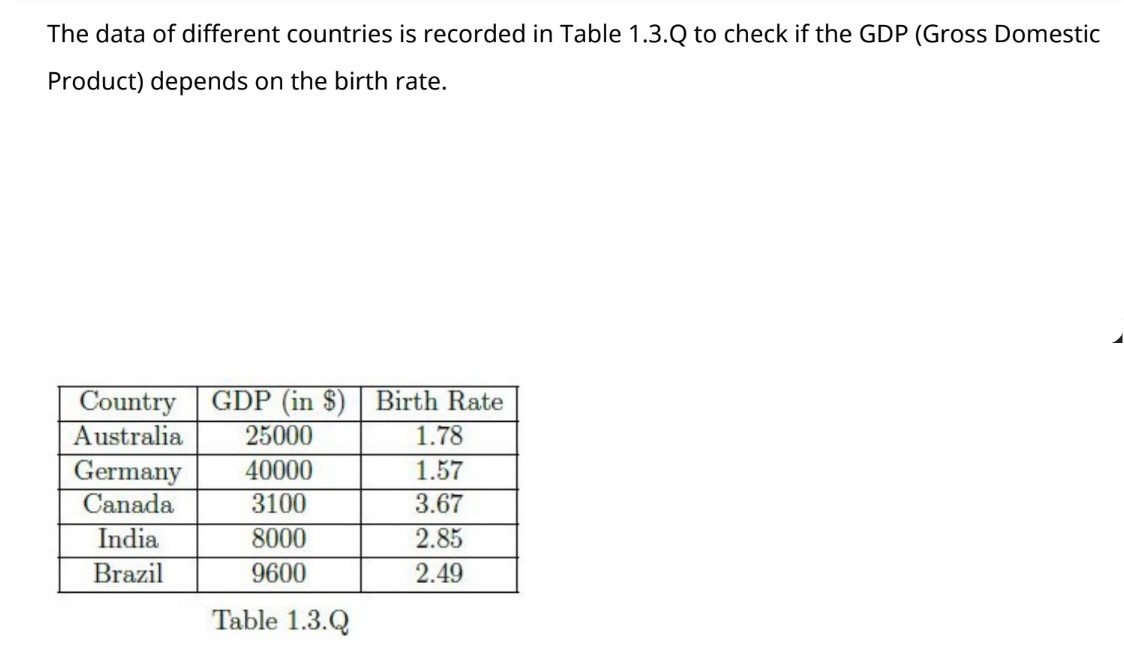 The data of different countries is recorded in Table 1.3.Q to check if the GDP (Gross Domestic
Product) depends on the birth rate.
Country GDP (in $) Birth Rate
Australia 25000 1.78
Germany 40000 1.57
Canada 3100 3.67
India 8000 2.85
Brazil 9600 2.49
Table 1.3.Q